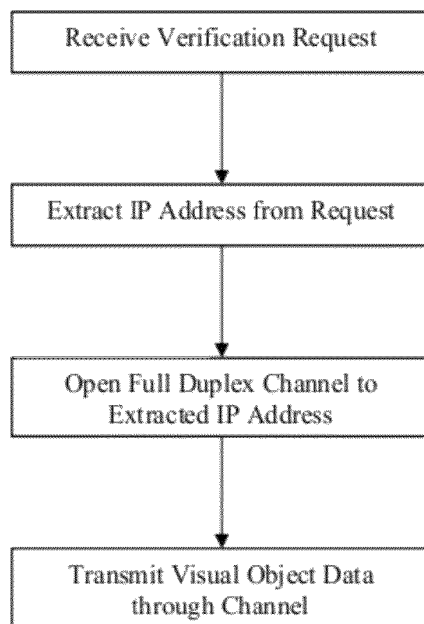 Receive Verification Request
Extract IP Address from Request
Open Full Duplex Channel to
Extracted IP Address
Transmit Visual Object Data
through Channel